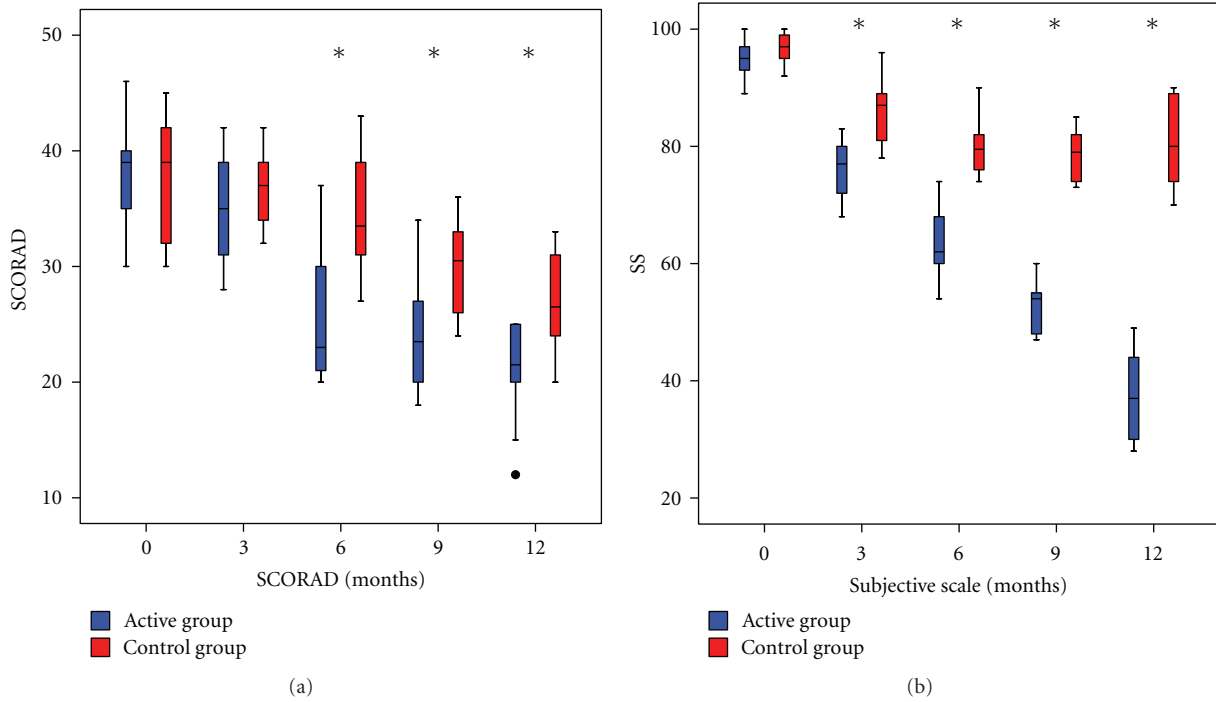 50
40
30
20
10
SCORAD
* * *
0 3 6 9 12
SCORAD (months)
Active group
Control group
(a)
100
80
60
40
20
SS
* * * *
0 3 6 9 12
Subjective scale (months)
Active group
Control group
(b)